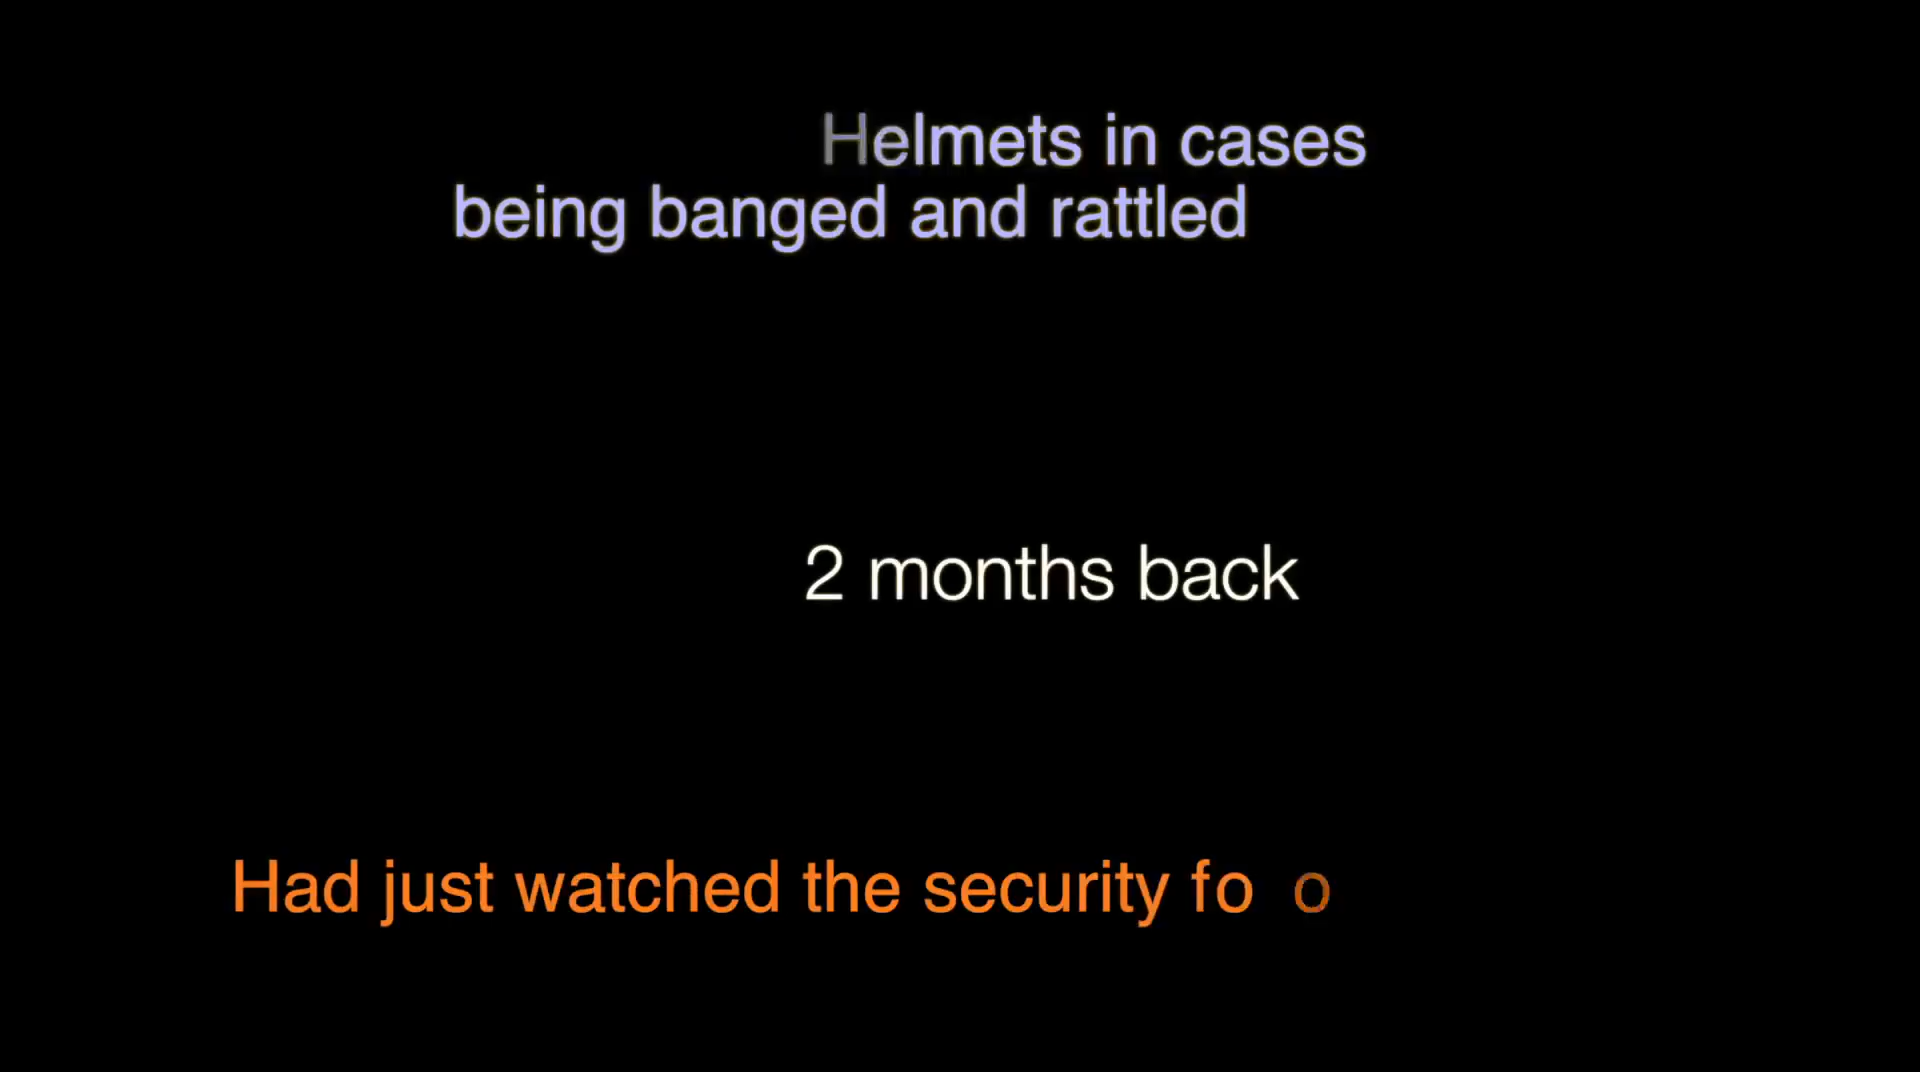 Helmets in cases
being banged and rattled
2 months back
Had just watched the security fo o